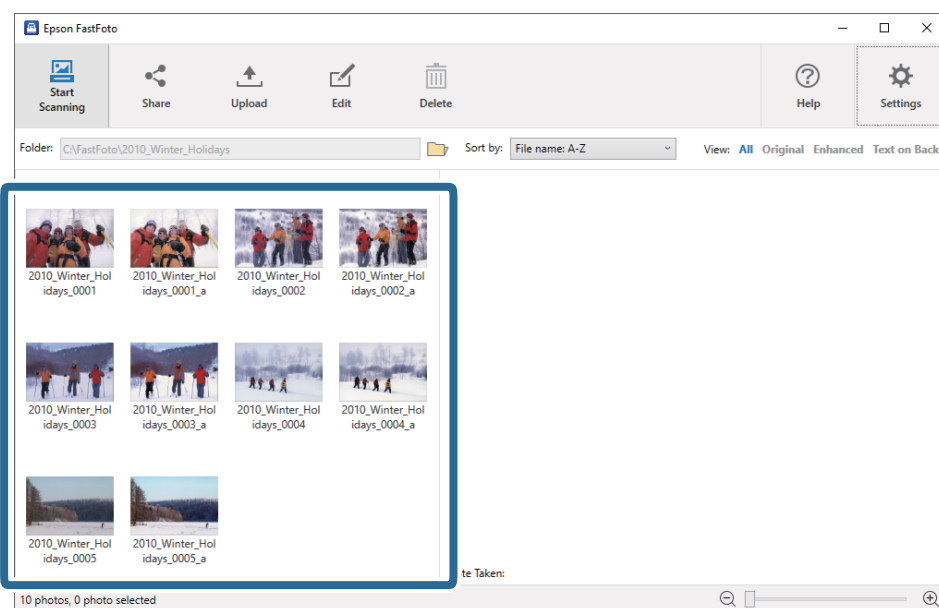 Epson FastFoto
Start
Scanning
Share
Upload
Edit
Delete
Help
Settings
Folder: C:\FastFoto\2010_Winter_Holidays
Sort by: File name: A-Z
View: All Original Enhanced Text on Back
2010_Winter_Hol
idays_0001
2010_Winter_Hol
idays_0001_a
2010_Winter_Hol
idays_0002
2010_Winter_Hol
idays_0002_a
2010_Winter_Hol
idays_0003
2010_Winter_Hol
idays_0003_a
2010_Winter_Hol
idays_0004
2010_Winter_Hol
idays_0004_a
2010_Winter_Hol
idays_0005
2010_Winter_Hol
idays_0005_a
te Taken:
10 photos, 0 photo selected